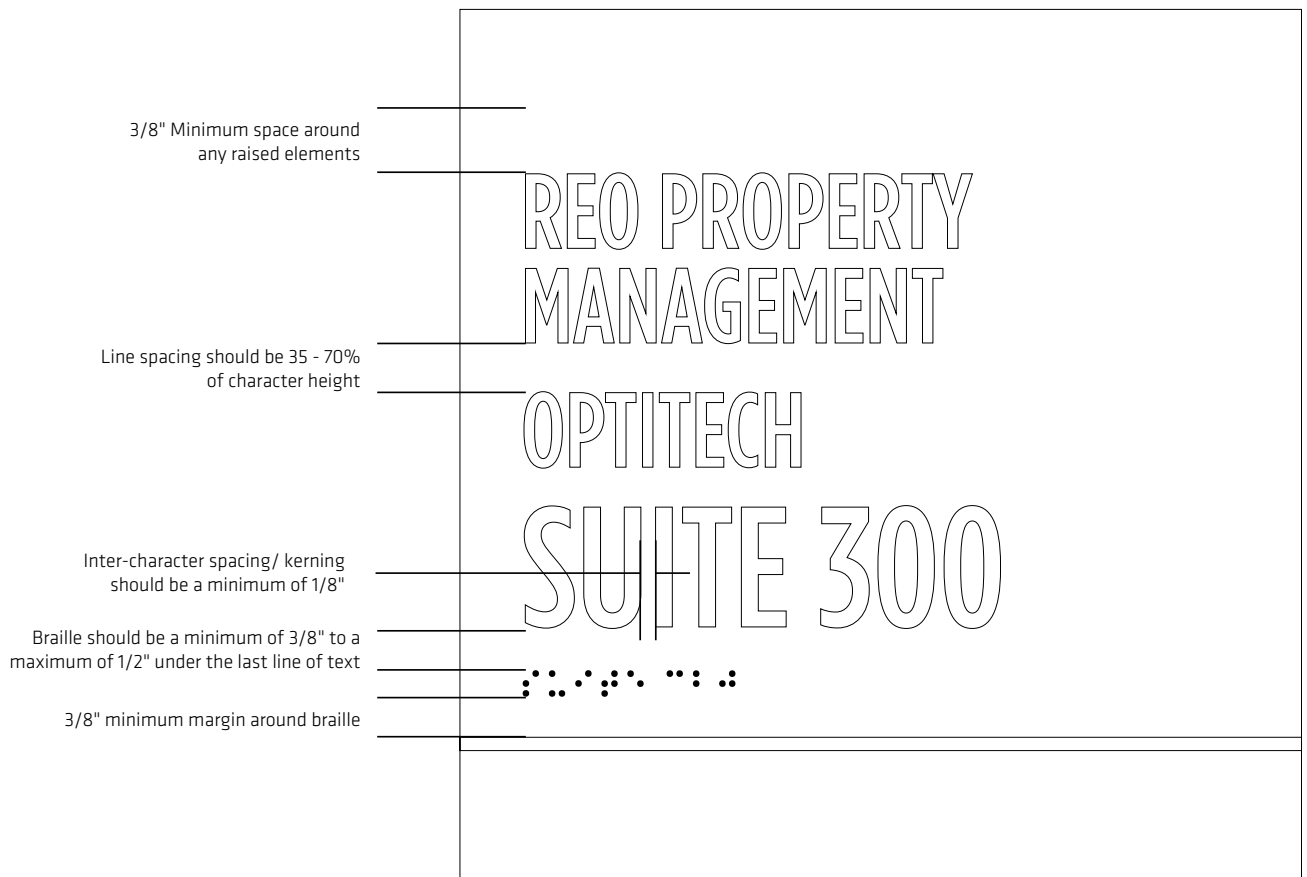 3/8" Minimum space around
any raised elements
REO PROPERTY
MANAGEMENT
Line spacing should be 35 - 70%
of character height
OPTITECH
SUITE 300
Inter-character spacing/ kerning
should be a minimum of 1/8"
Braille should be a minimum of 3/8" to a
maximum of 1/2" under the last line of text
3/8" minimum margin around braille